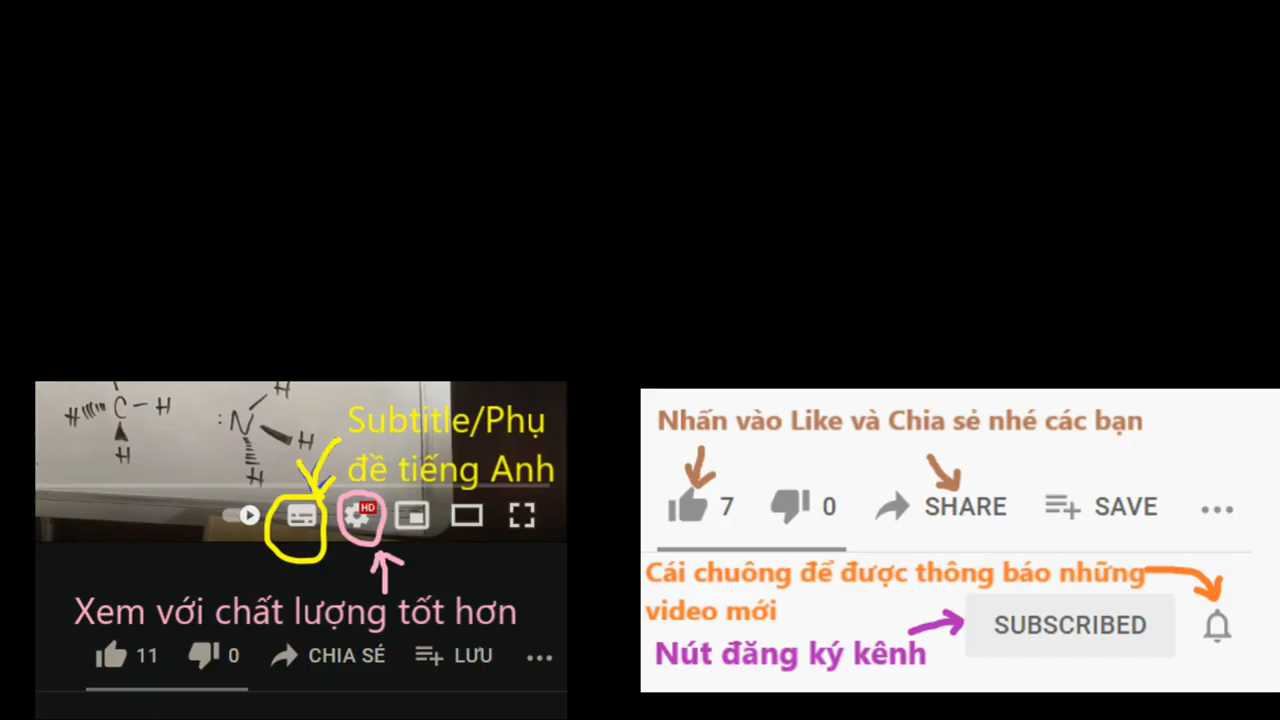 H C H
H
:N H
H
H
Subtitle/Phụ
đề tiếng Anh
HD
Xem với chất lượng tốt hơn
11 0 CHIA SẺ LƯU
Nhấn vào Like và Chia sẻ nhé các bạn
7 0 SHARE SAVE
Cái chuông để được thông báo những
video mới
SUBSCRIBED
Nút đăng ký kênh